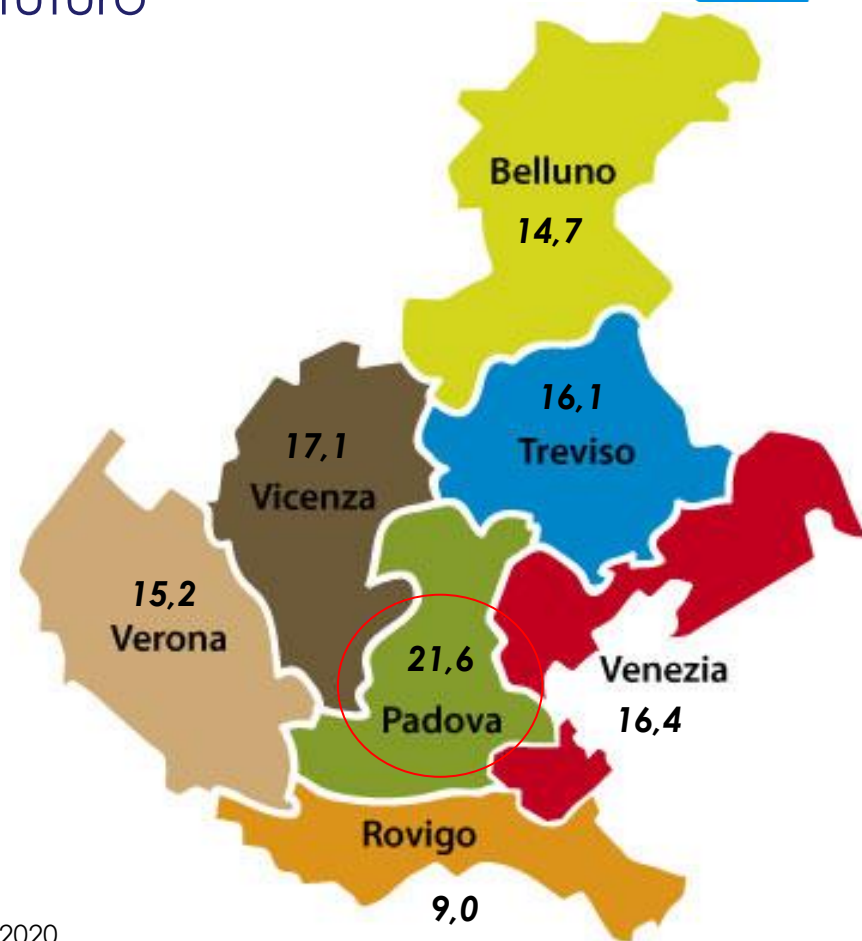 Belluno
14,7
16,1
Treviso
17,1
Vicenza
15,2
Verona
21,6
Padova
Venezia
16,4
Rovigo
9,0
2020